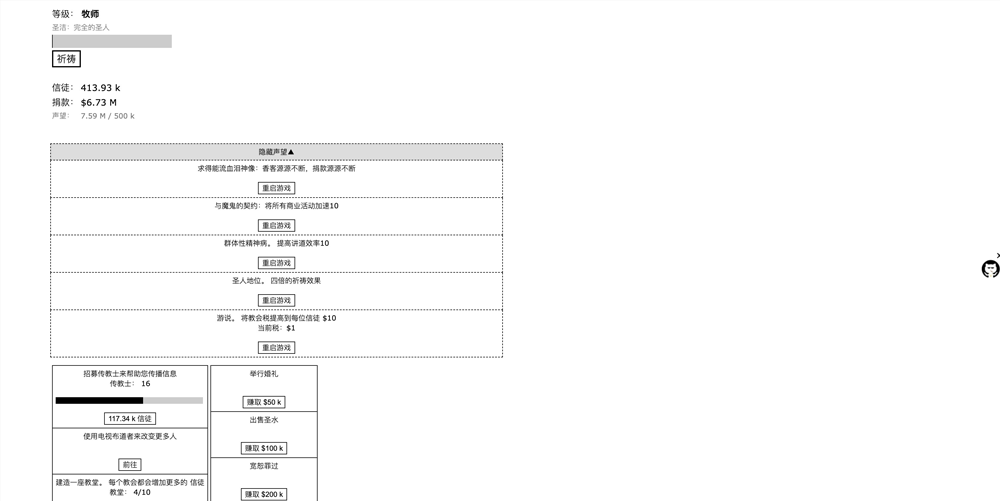 等级： 牧师
圣洁： 完全的圣人
祈祷
信徒： 413.93 k
捐款： $6.73 M
声望： 7.59 M / 500 k
隐藏声望▲
求得能流血泪神像：香客源源不断，捐款源源不断
重启游戏
与魔鬼的契约：将所有商业活动加速10
重启游戏
群体性精神病。 提高讲道效率10
重启游戏
圣人地位。 四倍的祈祷效果
重启游戏
游说。 将教会税提高到每位信徒 $10
当前税：$1
重启游戏
招募传教士来帮助您传播信息
传教士： 16
117.34 k 信徒
使用电视布道者来改变更多人
前往
建造一座教堂。 每个教会都会增加更多的 信徒
教堂： 4/10
举行婚礼
赚取 $50 k
出售圣水
赚取 $100 k
宽恕罪过
赚取 $200 k